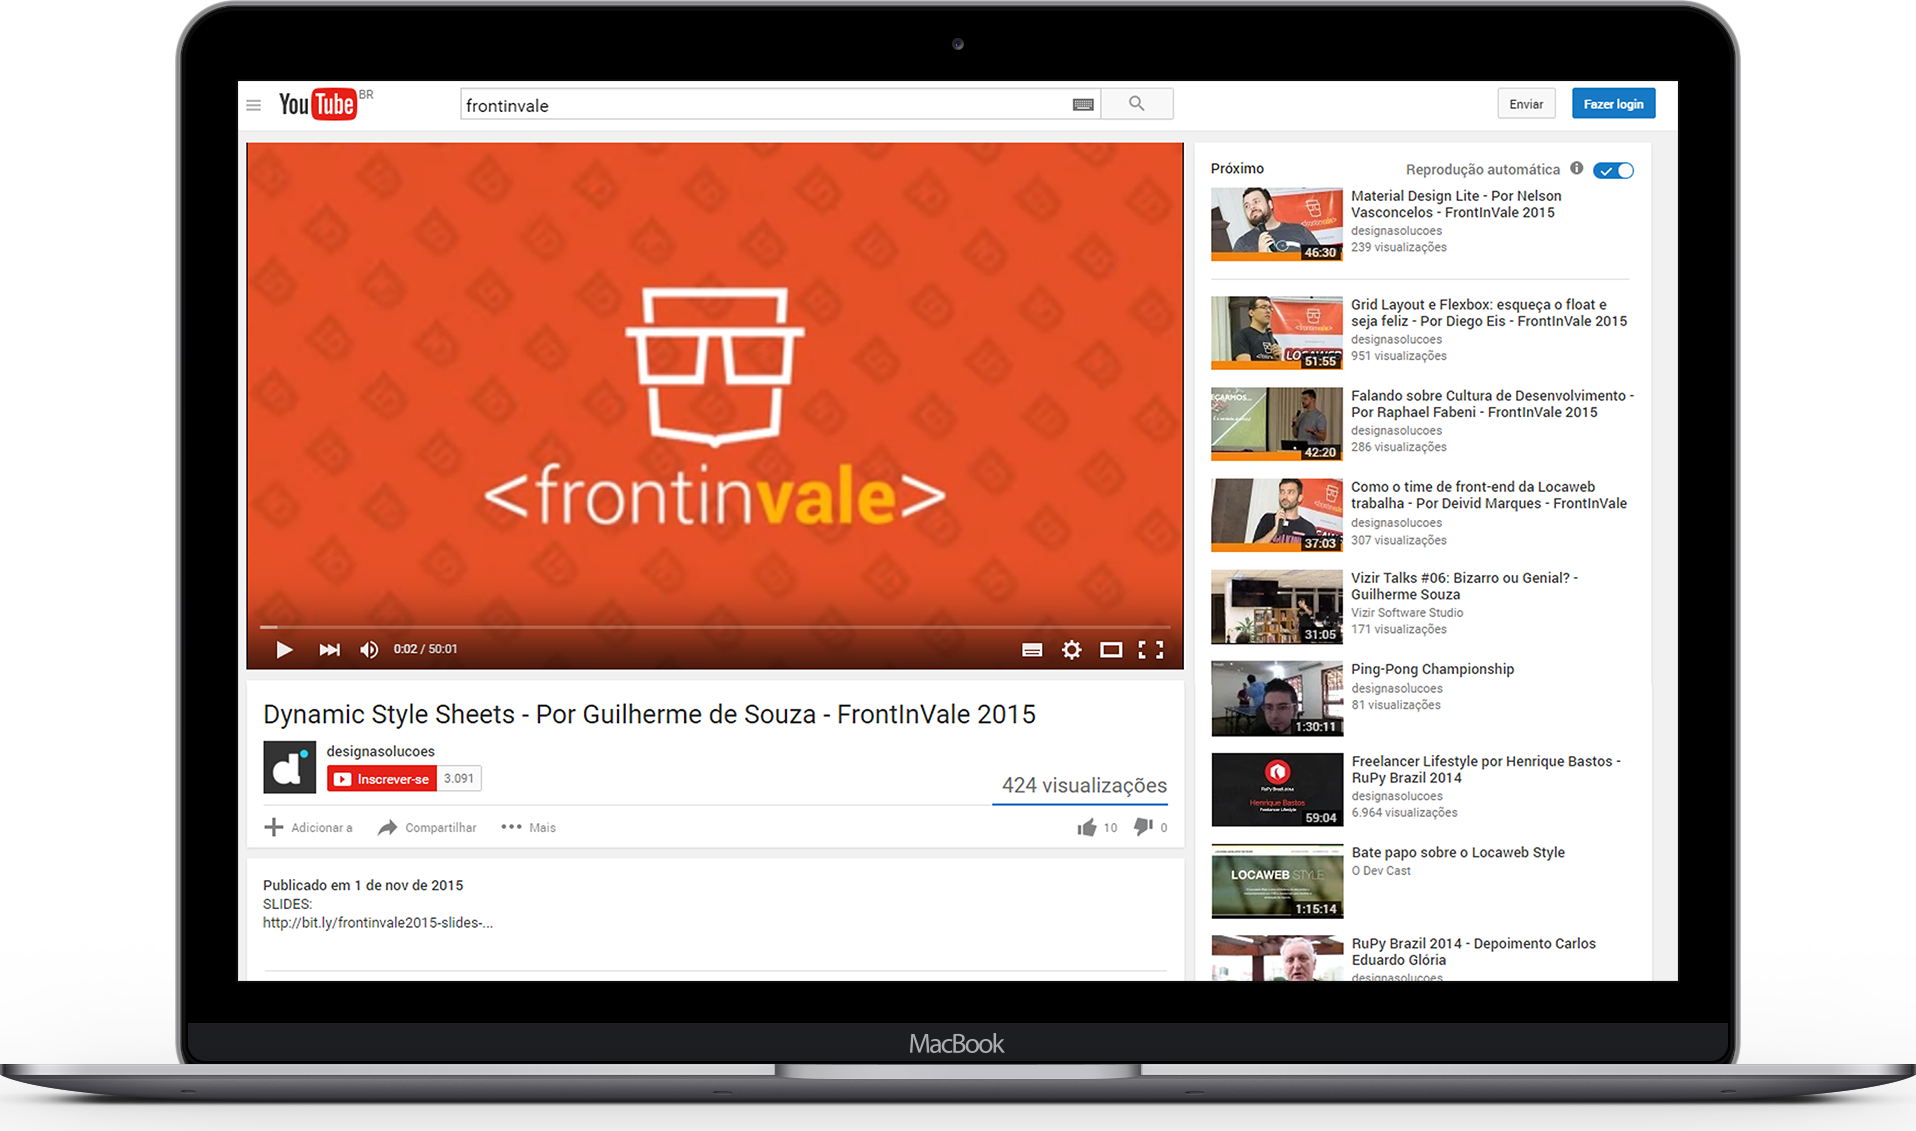 YouTube BR
frontinvale
Enviar
Fazer login
<frontinvale>
0:02 / 50:01
Dynamic Style Sheets - Por Guilherme de Souza - FrontInVale 2015
designasolucoes
Inscrever-se 3.091
424 visualizações
Adicionar a
Compartilhar
Mais
10
0
Publicado em 1 de nov de 2015
SLIDES:
http://bit.ly/frontinvale2015-slides-...
Próximo
Reprodução automática
46:30
Material Design Lite - Por Nelson
Vasconcelos - FrontInVale 2015
designasolucoes
239 visualizações
LOCAWEB
51:55
Grid Layout e Flexbox: esqueça o float e
seja feliz - Por Diego Eis - FrontInVale 2015
designasolucoes
951 visualizações
42:20
Falando sobre Cultura de Desenvolvimento -
Por Raphael Fabeni - FrontInVale 2015
designasolucoes
286 visualizações
37:03
Como o time de front-end da Locaweb
trabalha - Por Deivid Marques - FrontInVale
designasolucoes
307 visualizações
31:05
Vizir Talks #06: Bizarro ou Genial? -
Guilherme Souza
Vizir Software Studio
171 visualizações
1:30:11
Ping-Pong Championship
designasolucoes
81 visualizações
RuPy Brazil 2014
Henrique Bastos
Freelancer Lifestyle
59:04
Freelancer Lifestyle por Henrique Bastos -
RuPy Brazil 2014
designasolucoes
6.964 visualizações
LOCAWEB STYLE
1:15:14
Bate papo sobre o Locaweb Style
O Dev Cast
RuPy Brazil 2014 - Depoimento Carlos
Eduardo Glória
designasolucoes
MacBook